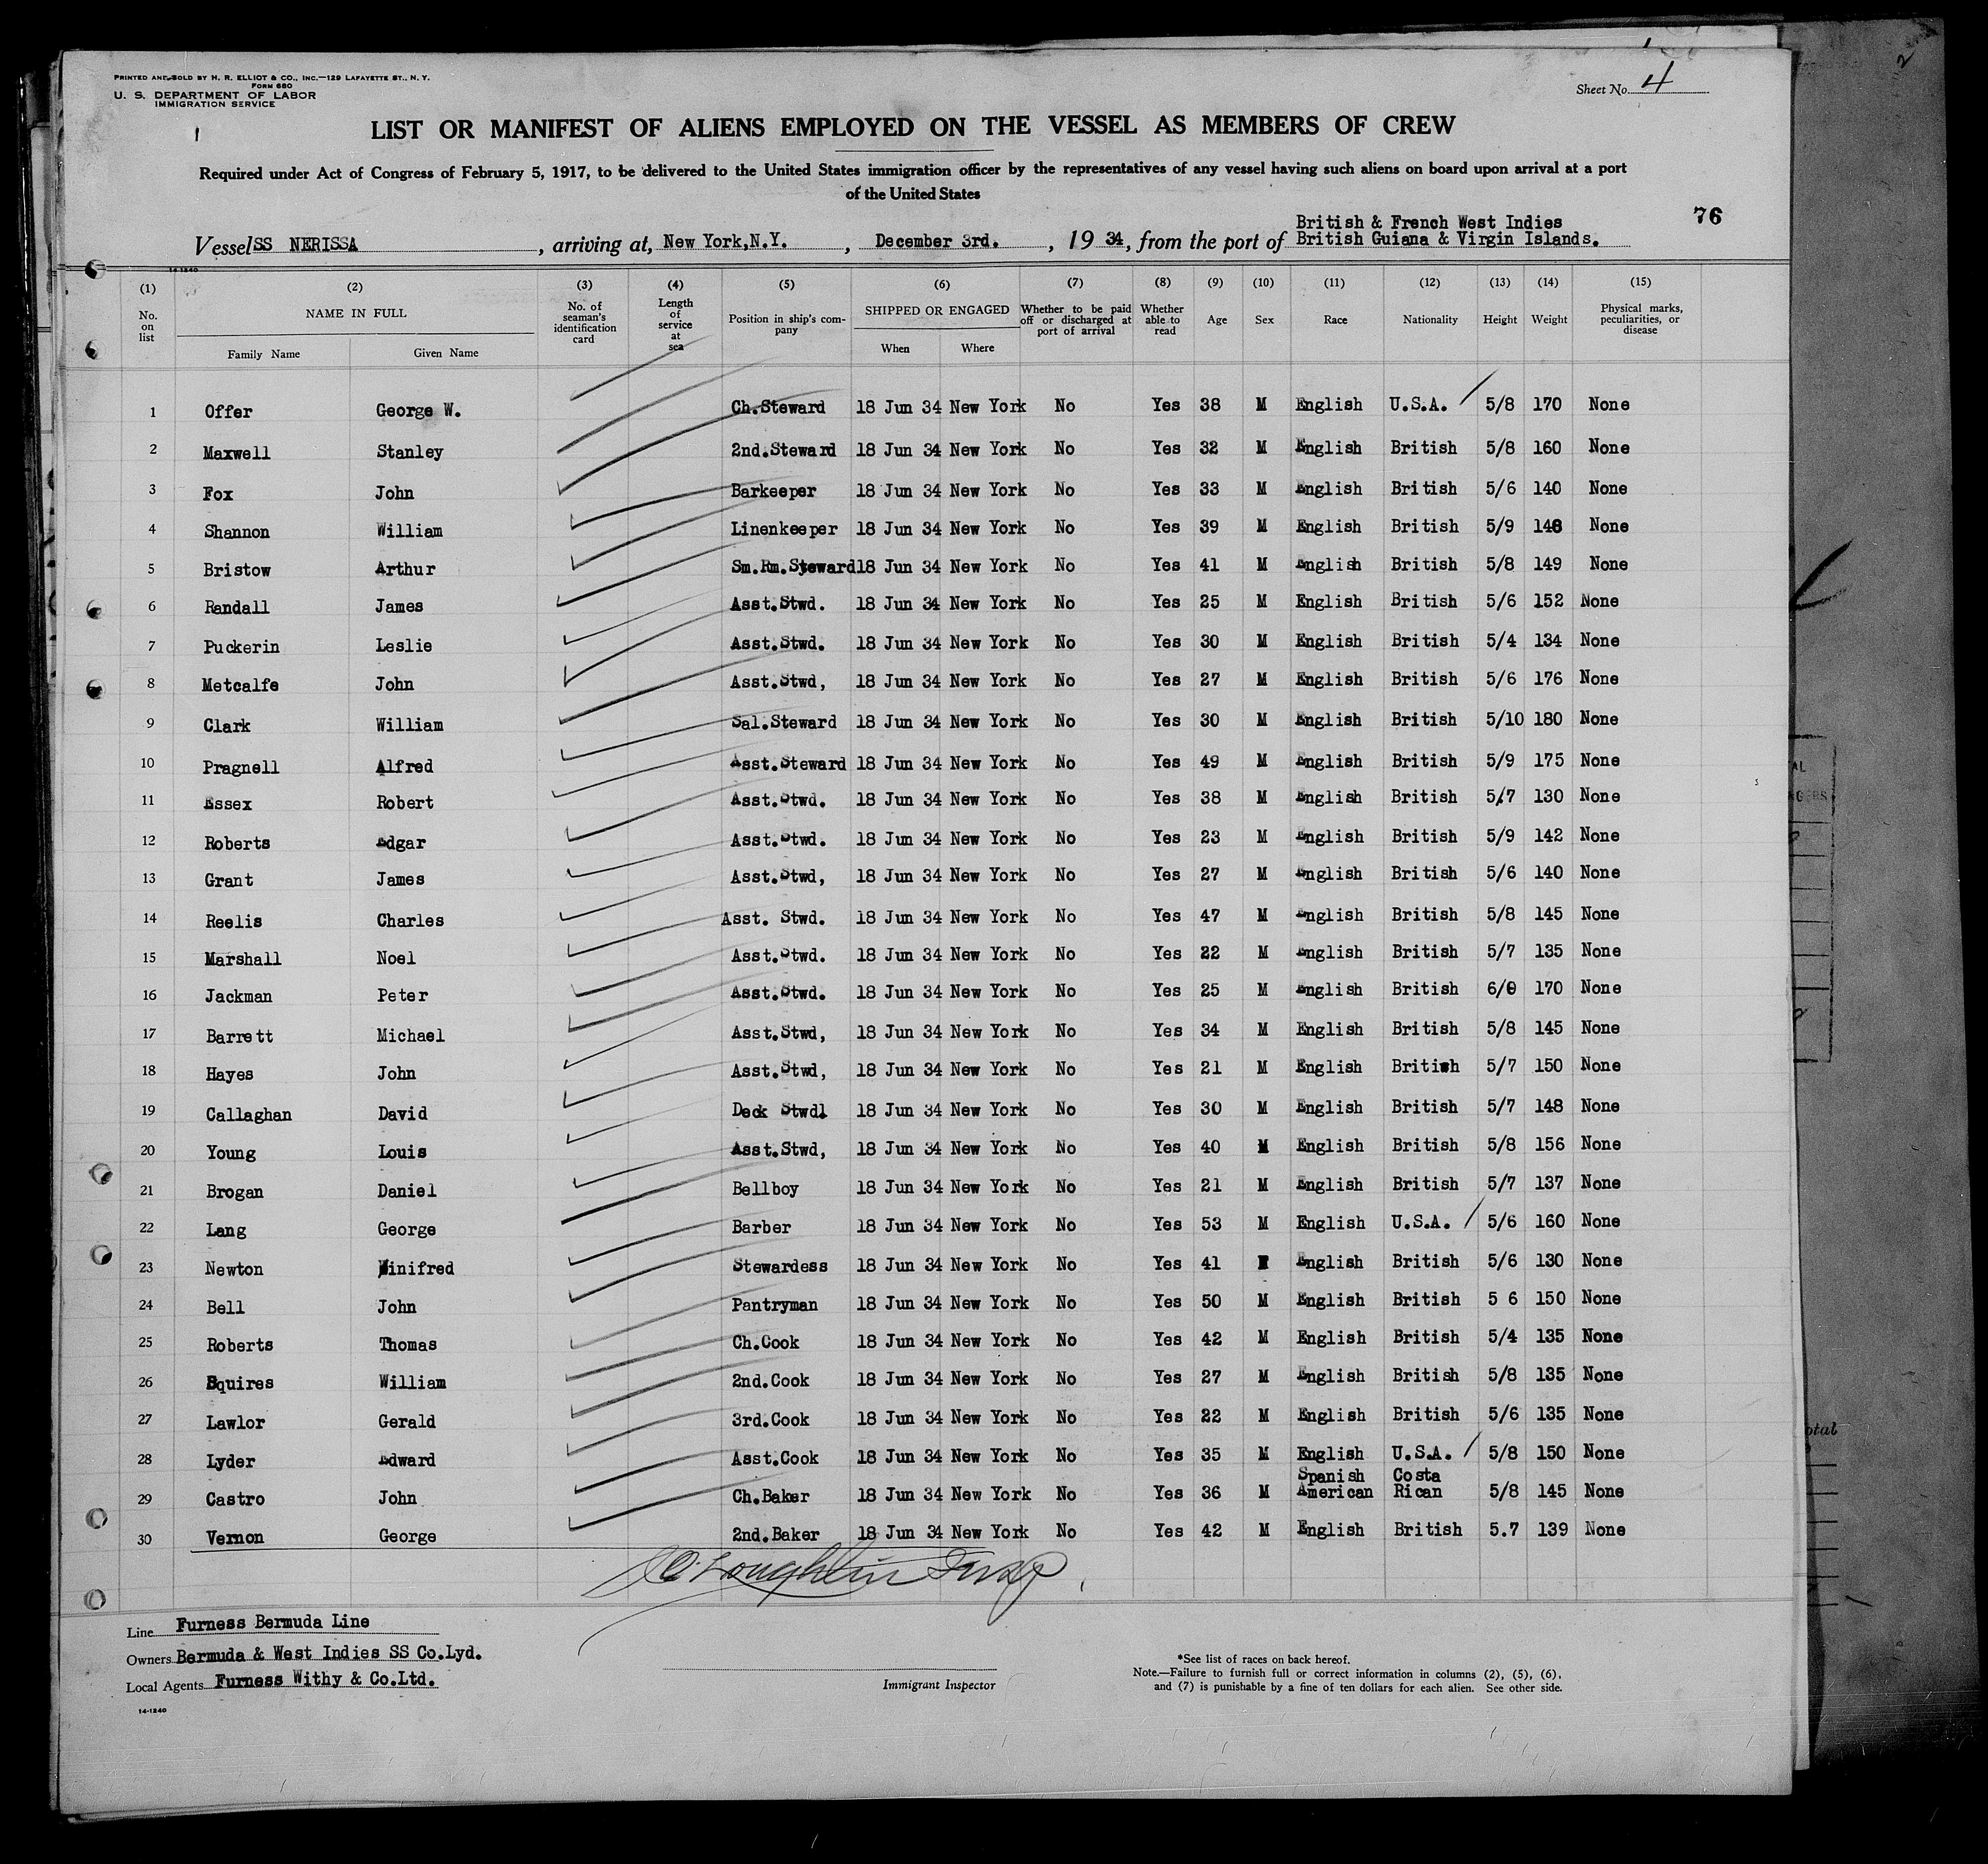 PRINTED AND SOLD BY H. R. ELLIOT & CO., INC.—129 LAFAYETTE ST., N. Y.
FORM 680
U. S. DEPARTMENT OF LABOR
IMMIGRATION SERVICE
Sheet No. 4
LIST OR MANIFEST OF ALIENS EMPLOYED ON THE VESSEL AS MEMBERS OF CREW
Required under Act of Congress of February 5, 1917, to be delivered to the United States immigration officer by the representatives of any vessel having such aliens on board upon arrival at a port
of the United States
76
British & French West Indies
Vessel SS NERISSA, arriving at, New York,N.Y., December 3rd., 19 34, from the port of British Guiana & Virgin Islands.
14-1240
(1) (2) (3) (4) (5) (6) (7) (8) (9) (10) (11) (12) (13) (14) (15)
No. on list NAME IN FULL No. of seaman's identification card Length of service at sea Position in ship's company SHIPPED OR ENGAGED Whether to be paid off or discharged at port of arrival Whether able to read Age Sex Race Nationality Height Weight Physical marks, peculiarities, or disease
Family Name Given Name When Where
1 Offer George W. Ch.Steward 18 Jun 34 New York No Yes 38 M English U.S.A. / 5/8 170 None
2 Maxwell Stanley 2nd.Steward 18 Jun 34 New York No Yes 32 M English British 5/8 160 None
3 Fox John Barkeeper 18 Jun 34 New York No Yes 33 M English British 5/6 140 None
4 Shannon William Linenkeeper 18 Jun 34 New York No Yes 39 M English British 5/9 None
5 Bristow Arthur Sm.Rm.Steward 18 Jun 34 New York No Yes 41 M English British 5/8 149 None
6 Randall James Asst.Stwd. 18 Jun 34 New York No Yes 25 M English British 5/6 152 None
7 Puckerin Leslie Asst.Stwd. 18 Jun 34 New York No Yes 30 M English British 5/4 134 None
8 Metcalfe John Asst.Stwd, 18 Jun 34 New York No Yes 27 M English British 5/6 176 None
9 Clark William Sal.Steward 18 Jun 34 New York No Yes 30 M English British 5/10 180 None
10 Pragnell Alfred Asst.Steward 18 Jun 34 New York No Yes 49 M English British 5/9 175 None
11 Essex Robert Asst.Stwd. 18 Jun 34 New York No Yes 38 M English British 5/7 130 None
12 Roberts Edgar Asst.Stwd. 18 Jun 34 New York No Yes 23 M English British 5/9 142 None
13 Grant James Asst.Stwd, 18 Jun 34 New York No Yes 27 M English British 5/6 140 None
14 Reelis Charles Asst. Stwd. 18 Jun 34 New York No Yes 47 M English British 5/8 145 None
15 Marshall Noel Asst.Stwd. 18 Jun 34 New York No Yes 22 M English British 5/7 135 None
16 Jackman Peter Asst.Stwd. 18 Jun 34 New York No Yes 25 M English British 6/0 170 None
17 Barrett Michael Asst.Stwd, 18 Jun 34 New York No Yes 34 M English British 5/8 145 None
18 Hayes John Asst.Stwd, 18 Jun 34 New York No Yes 21 M English British 5/7 150 None
19 Callaghan David Deck Stwdl 18 Jun 34 New York No Yes 30 M English British 5/7 148 None
20 Young Louis Asst.Stwd, 18 Jun 34 New York No Yes 40 M English British 5/8 156 None
21 Brogan Daniel Bellboy 18 Jun 34 New York No Yes 21 M English British 5/7 137 None
22 Lang George Barber 18 Jun 34 New York No Yes 53 M English U.S.A. / 5/6 160 None
23 Newton Winifred Stewardess 18 Jun 34 New York No Yes 41 F English British 5/6 130 None
24 Bell John Pantryman 18 Jun 34 New York No Yes 50 M English British 5 6 150 None
25 Roberts Thomas Ch.Cook 18 Jun 34 New York No Yes 42 M English British 5/4 135 None
26 Squires William 2nd.Cook 18 Jun 34 New York No Yes 27 M English British 5/8 135 None
27 Lawlor Gerald 3rd.Cook 18 Jun 34 New York No Yes 22 M English British 5/6 135 None
28 Lyder Edward Asst.Cook 18 Jun 34 New York No Yes 35 M English U.S.A. / 5/8 150 None
29 Castro John Ch.Baker 18 Jun 34 New York No Yes 36 M Spanish American Costa Rican 5/8 145 None
30 Vernon George 2nd.Baker 18 Jun 34 New York No Yes 42 M English British 5.7 139 None
Line Furness Bermuda Line
Owners Bermuda & West Indies SS Co.Lyd.
Local Agents Furness Withy & Co.Ltd.
Immigrant Inspector
*See list of races on back hereof.
Note.—Failure to furnish full or correct information in columns (2), (5), (6),
and (7) is punishable by a fine of ten dollars for each alien. See other side.
14-1240